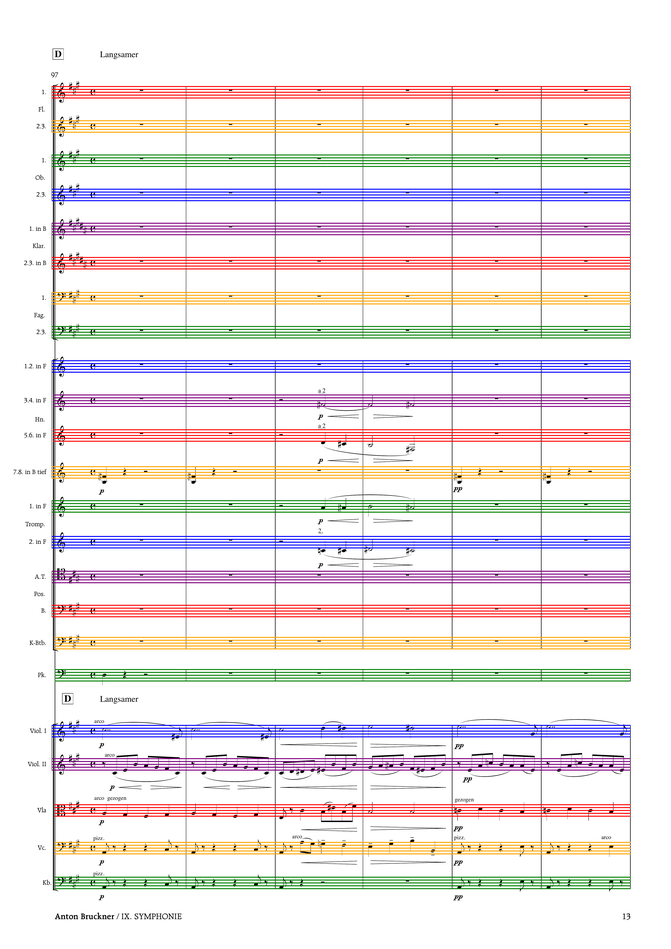 D Langsamer
97
1.
Fl.
2.3.
1.
Ob.
2.3.
1. in B
Klar.
2.3. in B
1.
Fag.
2.3.
1.2. in F
a 2
3.4. in F
p
Hn.
a 2
5.6. in F
p
7.8. in B tief
p pp
1. in F
p
Tromp.
2.
2. in F
p
A.T.
Pos.
B.
K-Btb.
Pk.
D Langsamer
arco
Viol. I
p pp
arco
Viol. II
p pp
arco gezogen gezogen
Vla
p pp
pizz. arco pizz. arco
Vc.
p pp
pizz.
Kb.
p pp
Anton Bruckner / IX. SYMPHONIE 13